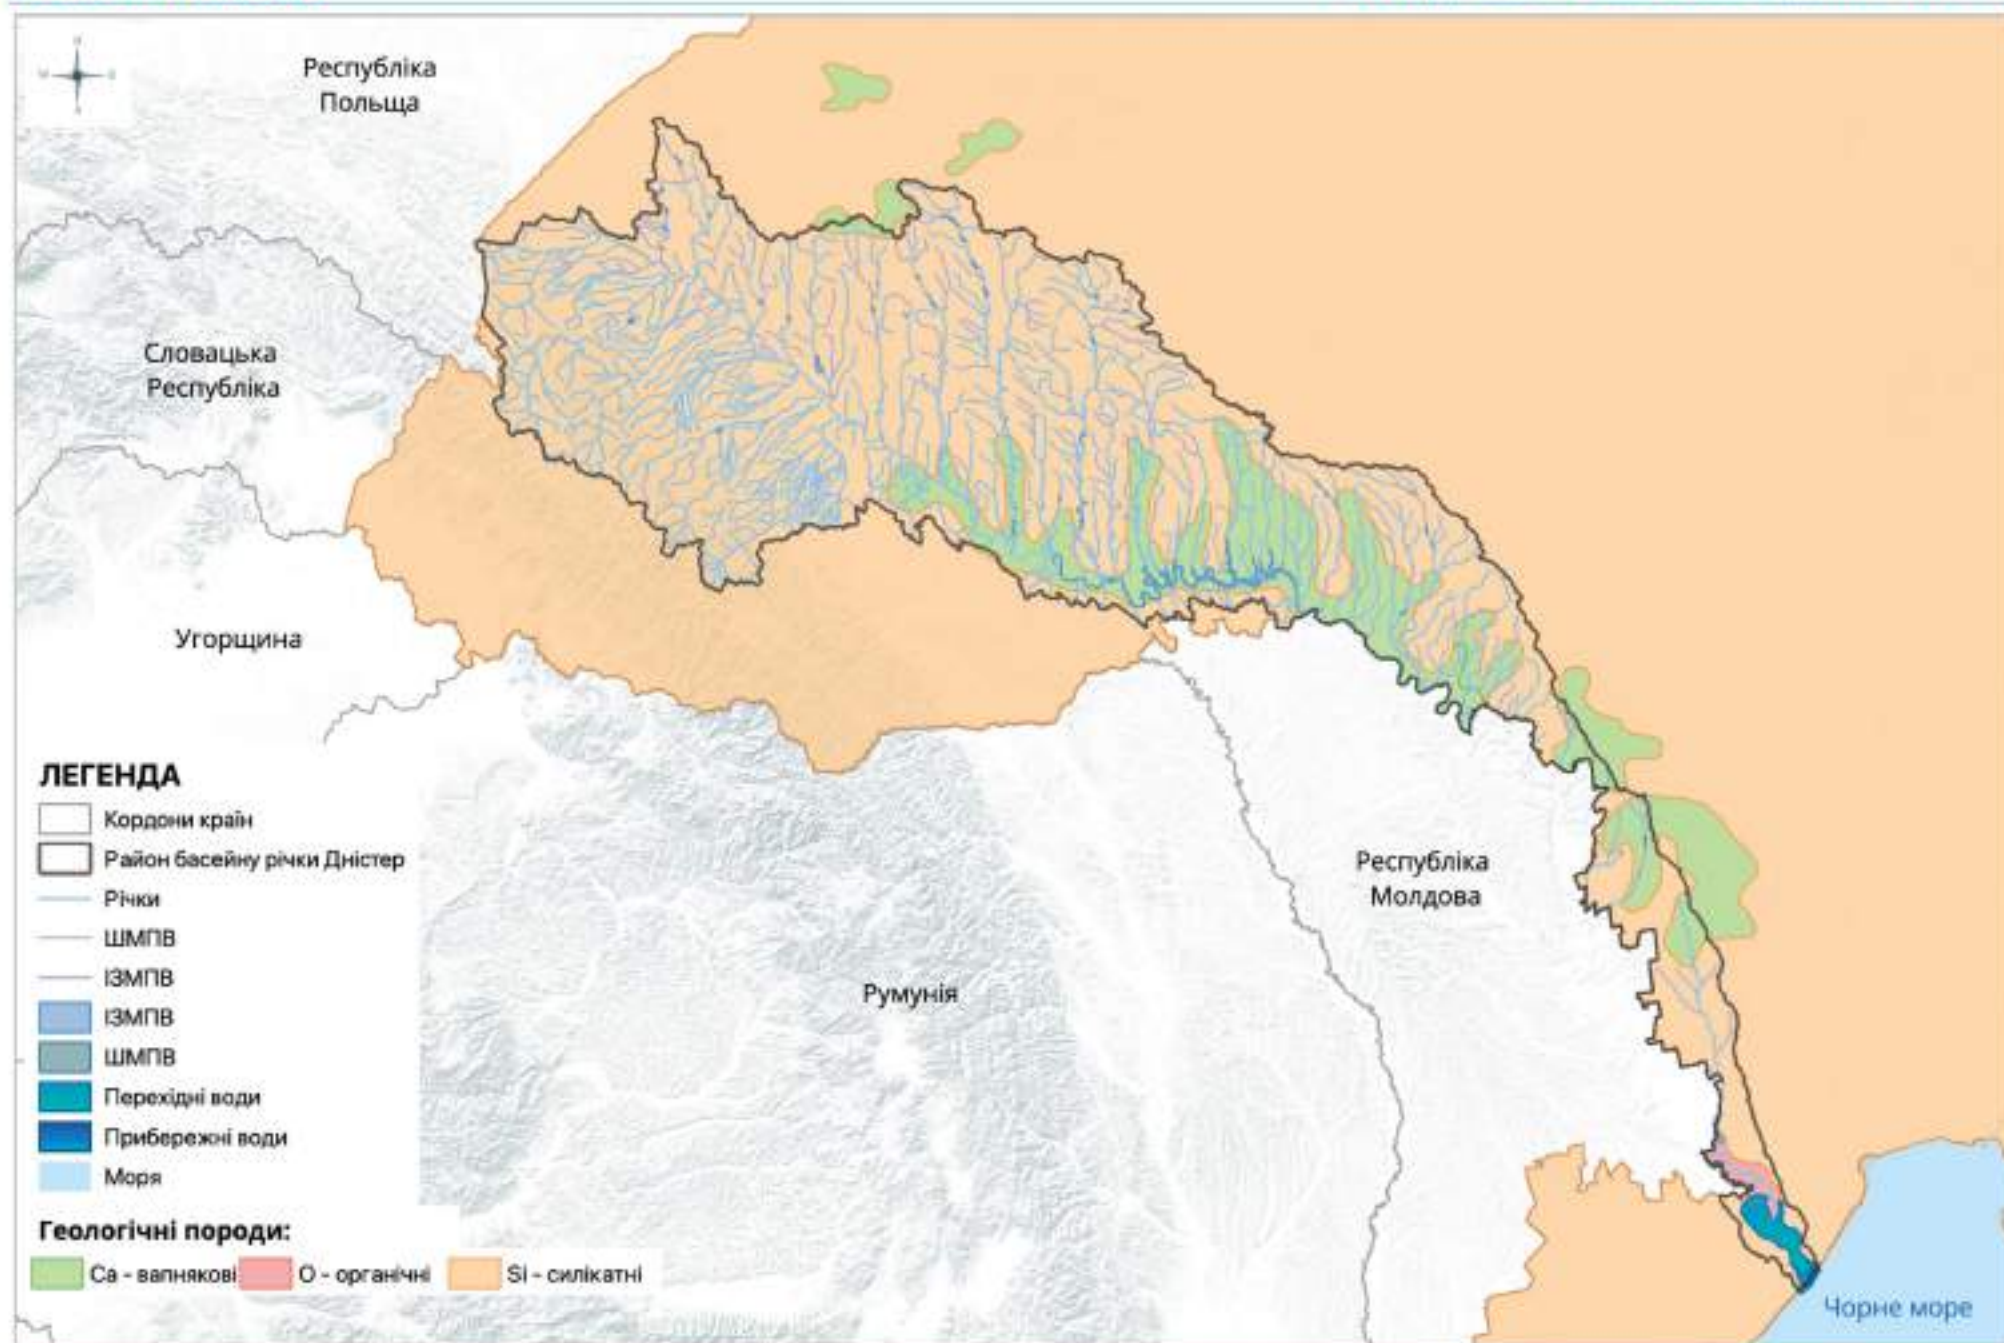 Республіка
Польща
Словацька
Республіка
Угорщина
Румунія
Республіка
Молдова
Чорне море
ЛЕГЕНДА
Кордони країн
Район басейну річки Дністер
Річки
ШМПВ
ІЗМПВ
ІЗМПВ
ШМПВ
Перехідні води
Прибережні води
Моря
Геологічні породи:
Ca - вапнякові
O - органічні
Si - силікатні